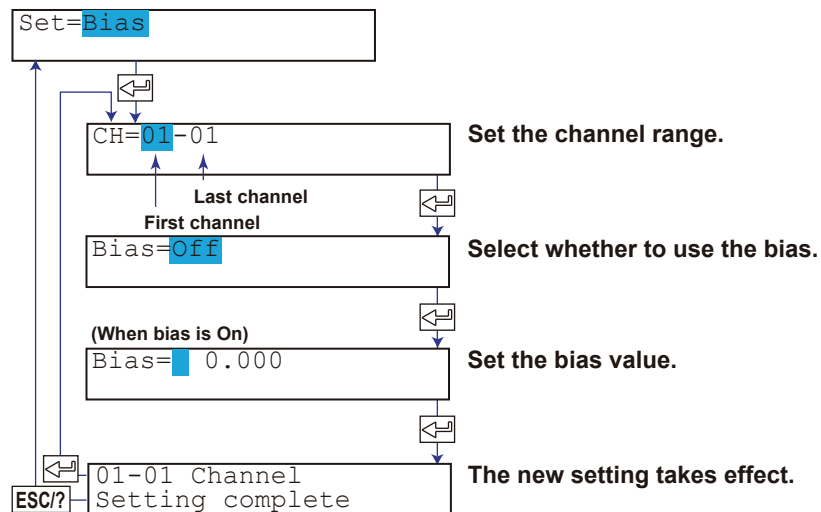 Set=Bias
CH=01-01
Set the channel range.
Last channel
First channel
Bias=Off
Select whether to use the bias.
(When bias is On)
Bias=  0.000
Set the bias value.
01-01 Channel
The new setting takes effect.
ESC/?
Setting complete